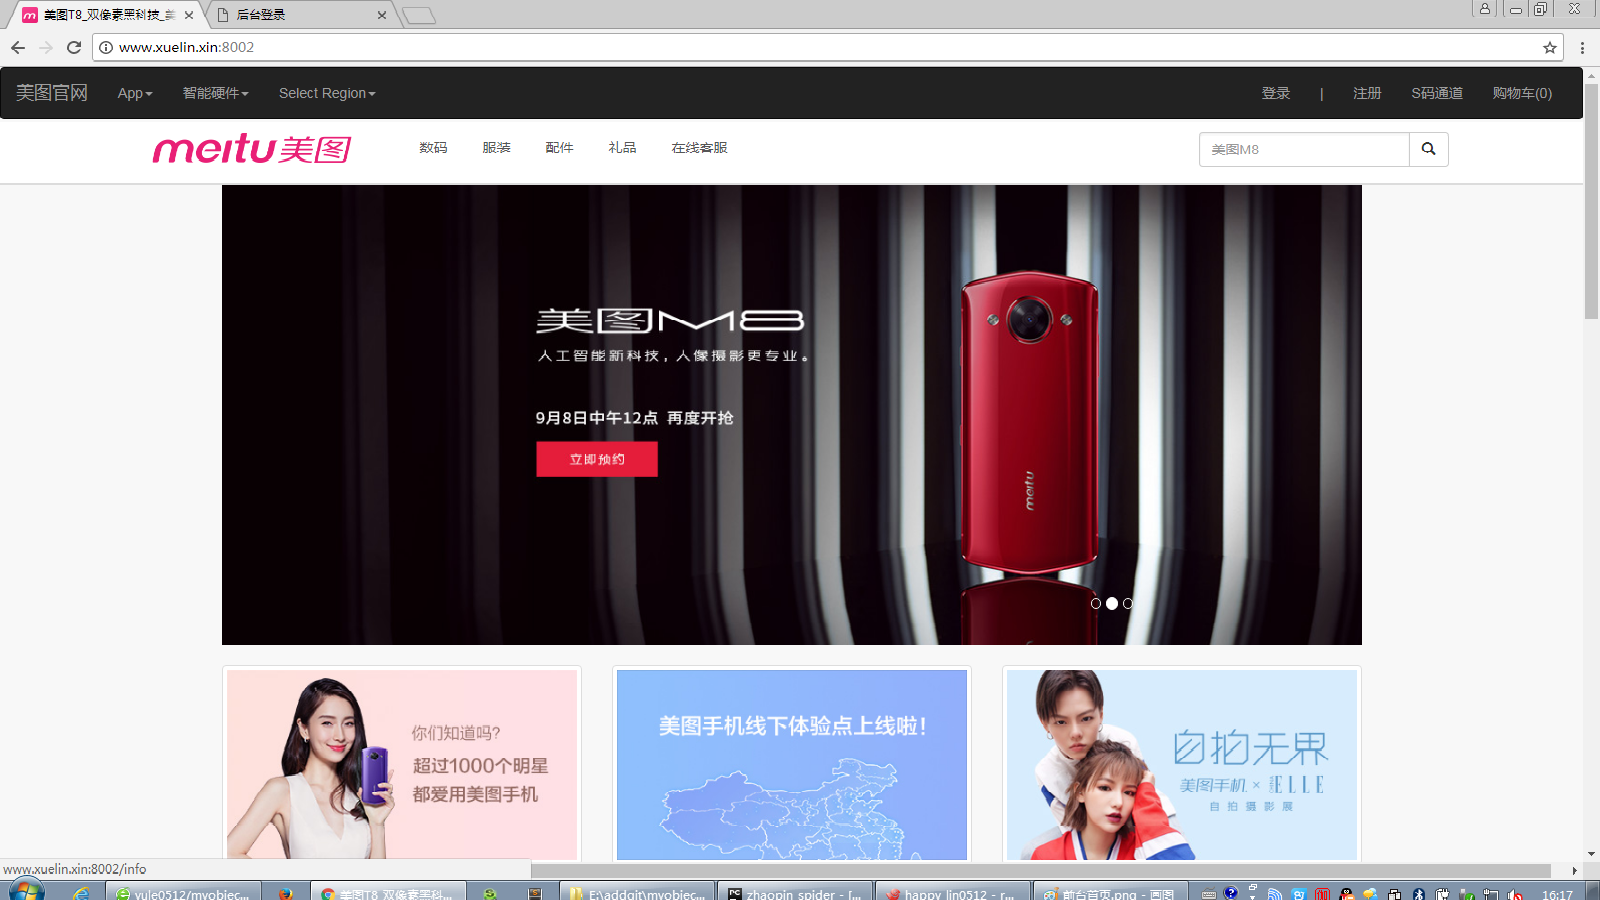 美图T8_双像素黑科技_美
后台登录
www.xuelin.xin:8002
美图官网
App
智能硬件
Select Region
登录
|
注册
S码通道
购物车(0)
meitu美图
数码
服装
配件
礼品
在线客服
美图M8
美图M8
人工智能新科技，人像摄影更专业。
9月8日中午12点 再度开抢
立即预约
meitu
你们知道吗?
超过1000个明星
都爱用美图手机
美图手机线下体验点上线啦!
自拍无界
美图手机 × ELLE
自拍摄影展
www.xuelin.xin:8002/info
yule0512/myobjec...
美图T8_双像素黑科...
E:\addgit\myobjec...
zhaopin_spider - [...
happy_lin0512 - r...
前台首页.png - 画图
16:17